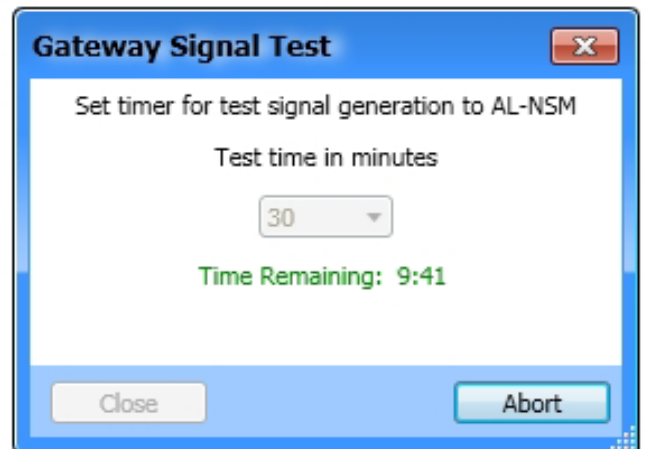 Gateway Signal Test
Set timer for test signal generation to AL-NSM
Test time in minutes
30
Time Remaining: 9:41
Close
Abort